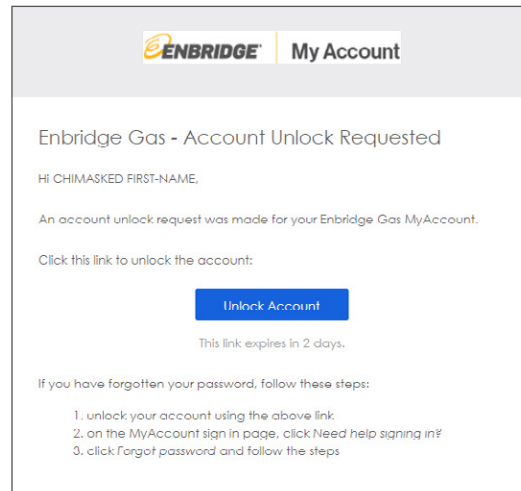 ENBRIDGE My Account
Enbridge Gas - Account Unlock Requested
Hi CHIMASKED FIRST-NAME,
An account unlock request was made for your Enbridge Gas MyAccount.
Click this link to unlock the account:
Unlock Account
This link expires in 2 days.
If you have forgotten your password, follow these steps:
1. unlock your account using the above link
2. on the MyAccount sign in page, click Need help signing in?
3. click Forgot password and follow the steps